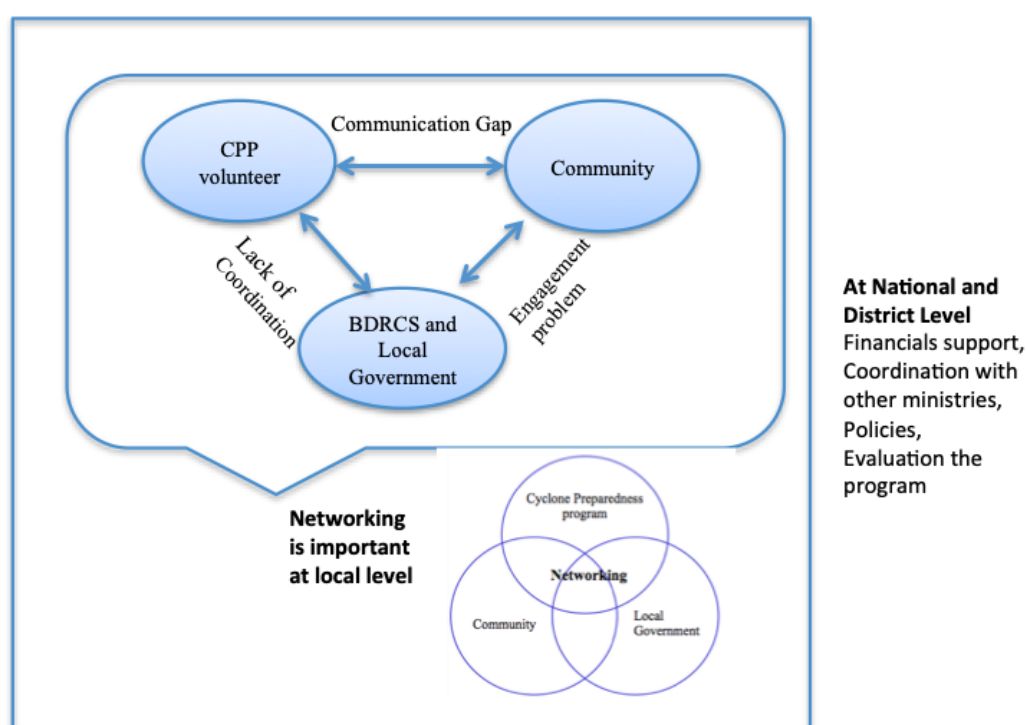 Communication Gap
CPP
volunteer
Community
Lack of
Coordination
Engagement
problem
BDRCS and
Local
Government
At National and
District Level
Financials support,
Coordination with
other ministries,
Policies,
Evaluation the
program
Networking
is important
at local level
Cyclone Preparedness
program
Networking
Community
Local
Government